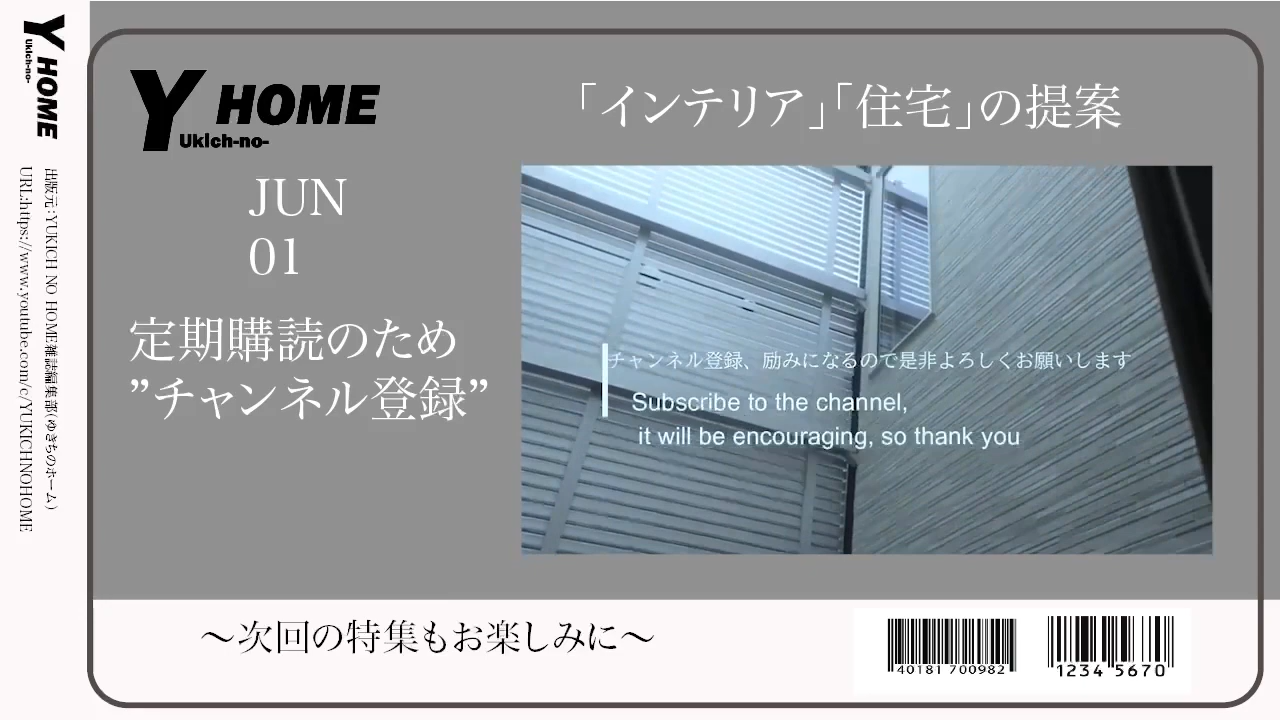 Y HOME
Ukich-no-
出版元:YUKICH NO HOME雑誌編集部(ゆきちのホーム)
URL:https://www.youtube.com/c/YUKICHNOHOME
Y HOME
Ukich-no-
「インテリア」「住宅」の提案
JUN
01
定期購読のため
”チャンネル登録”
チャンネル登録、励みになるので是非よろしくお願いします
Subscribe to the channel,
it will be encouraging, so thank you
～次回の特集もお楽しみに～
40181 700982
1234 5670